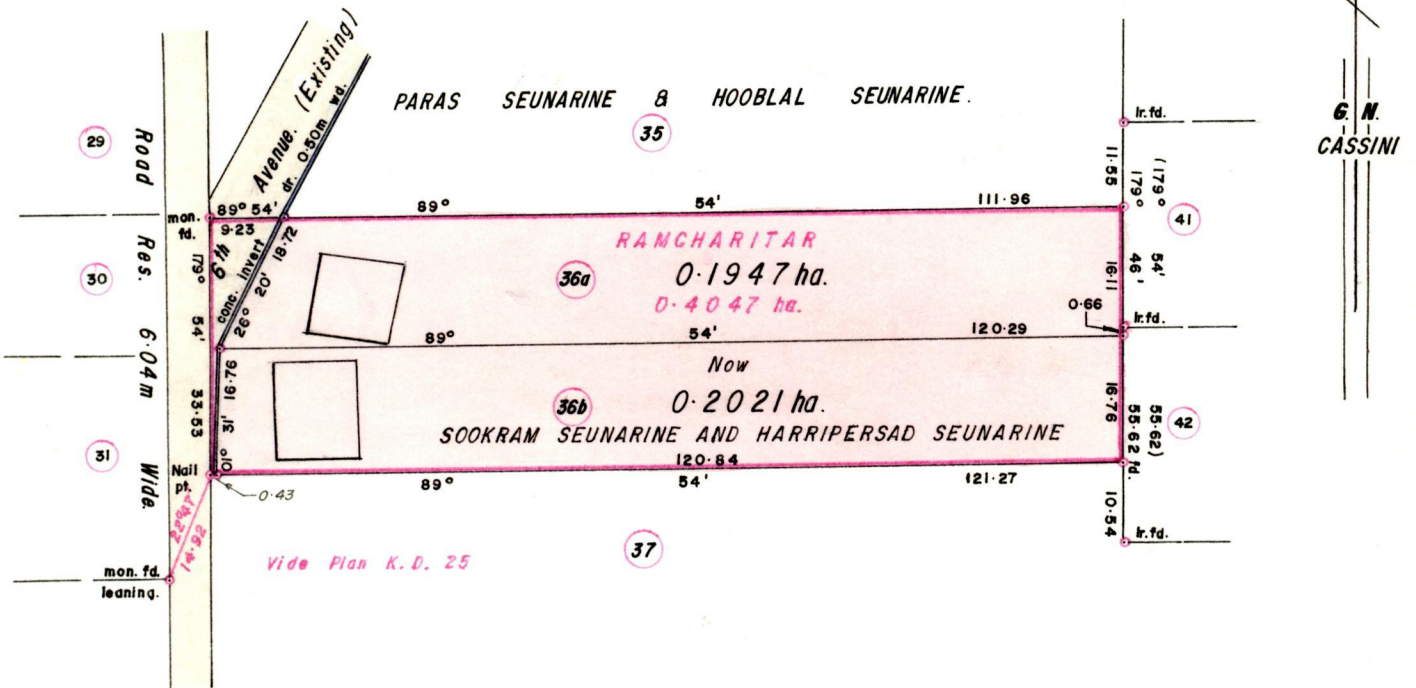 PARAS SEUNARINE & HOOBLAL SEUNARINE.
35
Ir. fd.
G. N.
CASSINI
29
Road Res. 6·04m Wide.
6th Avenue. (Existing)
dr. 0·50m wd.
conc. invert
mon. fd.
89° 54'
9·23
89° 54' 111·96
11·55
(179° 54'
179° 46'
41
30
179° 54' 33·53
26° 20' 18·72
RAMCHARITAR
36a
0·1947 ha.
0·4047 ha.
16·11
0·66
Ir. fd.
89° 54' 120·29
01° 31' 16·76
Now
36b
0·2021 ha.
SOOKRAM SEUNARINE AND HARRIPERSAD SEUNARINE
16·76
55·62)
55·62
fd.
42
31
Nail pt.
0·43
120·84
89° 54' 121·27
10·54
Ir. fd.
22°47'
14·92
37
Vide Plan K. D. 25
mon. fd.
leaning.